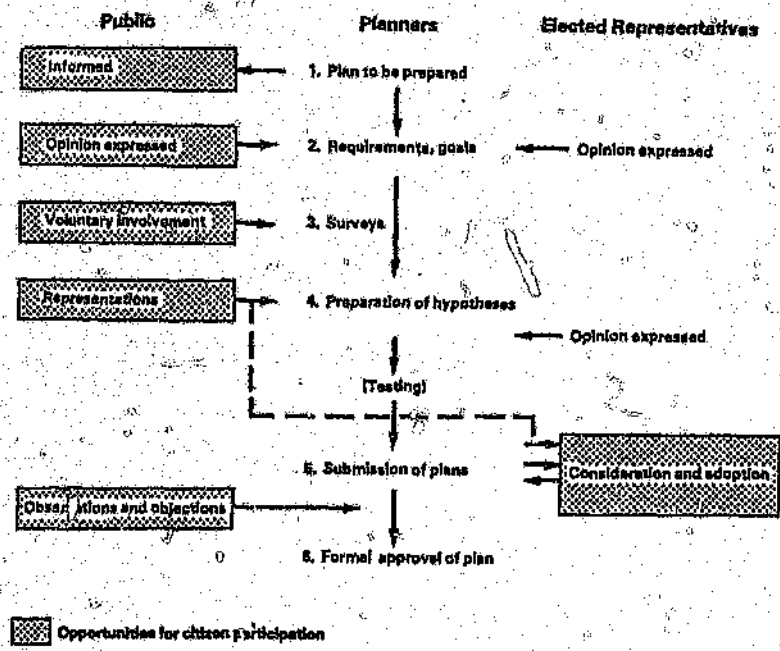 Public Planners Elected Representatives
Informed 1. Plan to be prepared
Opinion expressed 2. Requirements, goals Opinion expressed
Voluntary involvement 3. Surveys
Representations 4. Preparation of hypotheses
Opinion expressed
(Testing)
5. Submission of plans Consideration and adoption
Observations and objections
6. Formal approval of plan
Opportunities for citizen participation